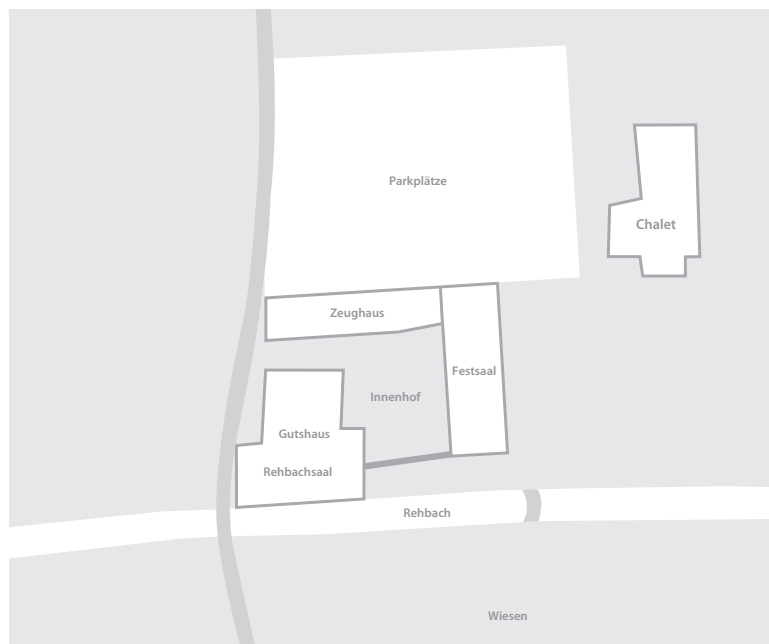 Parkplätze
Chalet
Zeughaus
Festsaal
Innenhof
Gutshaus
Rehbachsaal
Rehbach
Wiesen